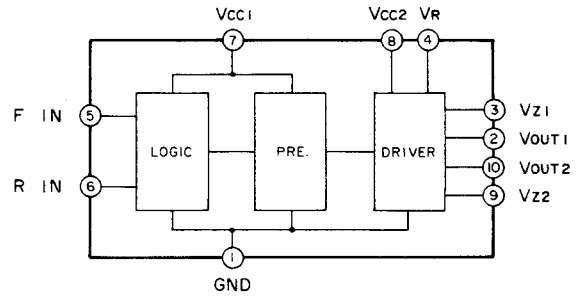 VCC1 VCC2 VR
7 8 4
F IN 5 3 VZ1
LOGIC PRE. DRIVER 2 VOUT1
R IN 6 10 VOUT2
9 VZ2
1
GND